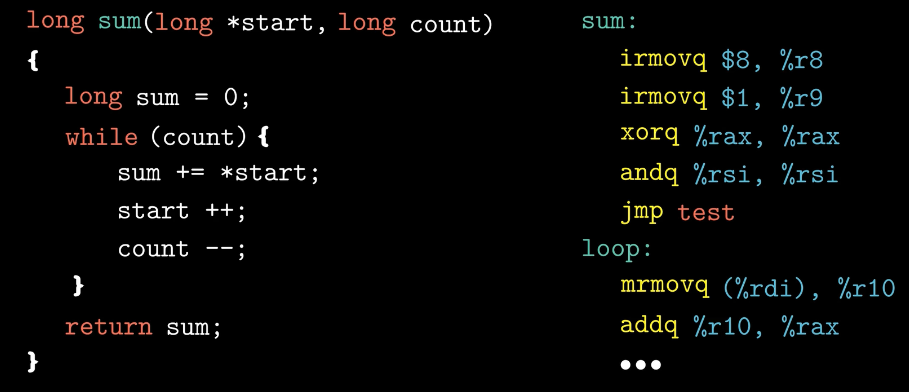 long sum(long *start, long count)
{
long sum = 0;
while (count) {
sum += *start;
start ++;
count --;
}
return sum;
}
sum:
irmovq $8, %r8
irmovq $1, %r9
xorq %rax, %rax
andq %rsi, %rsi
jmp test
loop:
mrmovq (%rdi), %r10
addq %r10, %rax
•••